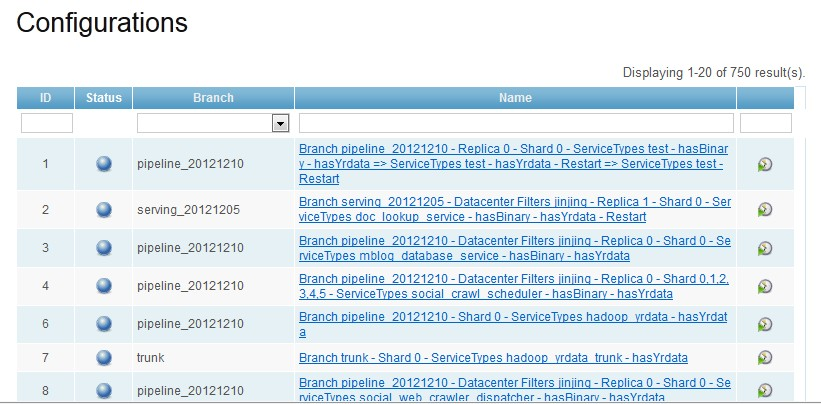 Configurations
Displaying 1-20 of 750 result(s).
ID Status Branch Name
1 pipeline_20121210 Branch pipeline_20121210 - Replica 0 - Shard 0 - ServiceTypes test - hasBinar
y - hasYrdata => ServiceTypes test - hasYrdata - Restart => ServiceTypes test -
Restart
2 serving_20121205 Branch serving_20121205 - Datacenter Filters jinjing - Replica 1 - Shard 0 - Ser
viceTypes doc_lookup_service - hasBinary - hasYrdata - Restart
3 pipeline_20121210 Branch pipeline_20121210 - Datacenter Filters jinjing - Replica 0 - Shard 0 - Se
rviceTypes mblog_database_service - hasBinary - hasYrdata
4 pipeline_20121210 Branch pipeline_20121210 - Datacenter Filters jinjing - Replica 0 - Shard 0,1,2,
3,4,5 - ServiceTypes social_crawl_scheduler - hasBinary - hasYrdata
6 pipeline_20121210 Branch pipeline_20121210 - Shard 0 - ServiceTypes hadoop_yrdata - hasYrdat
a
7 trunk Branch trunk - Shard 0 - ServiceTypes hadoop_yrdata_trunk - hasYrdata
8 pipeline_20121210 Branch pipeline_20121210 - Datacenter Filters jinjing - Replica 0 - Shard 0 - Se
rviceTypes social_web_crawler_dispatcher - hasBinary - hasYrdata